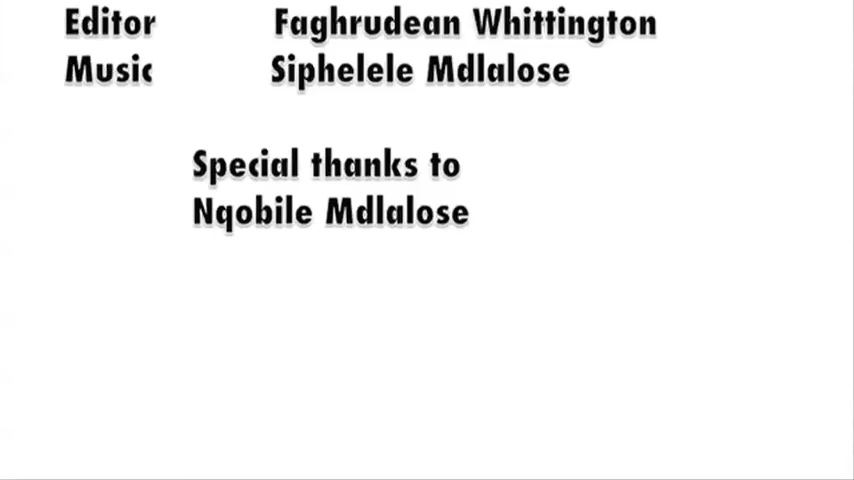 Editor Faghrudean Whittington
Music Siphelele Mdlalose
Special thanks to
Nqobile Mdlalose